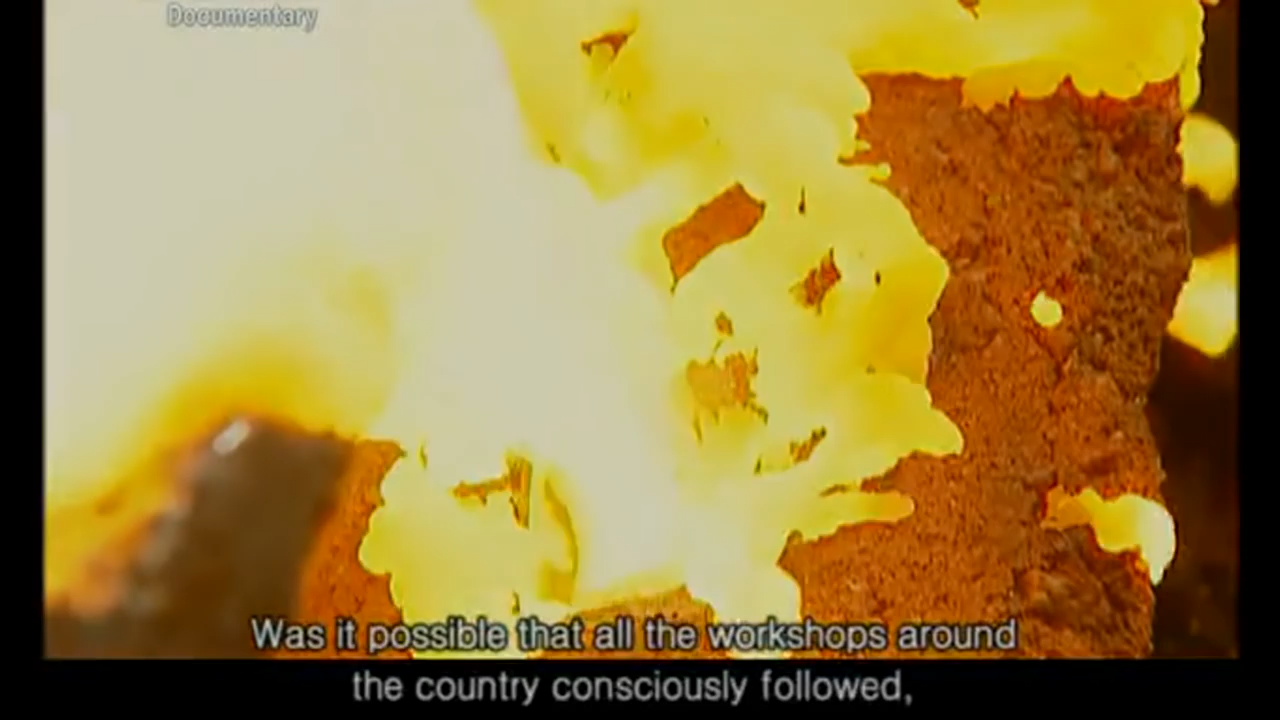 Documentary
Was it possible that all the workshops around
the country consciously followed,